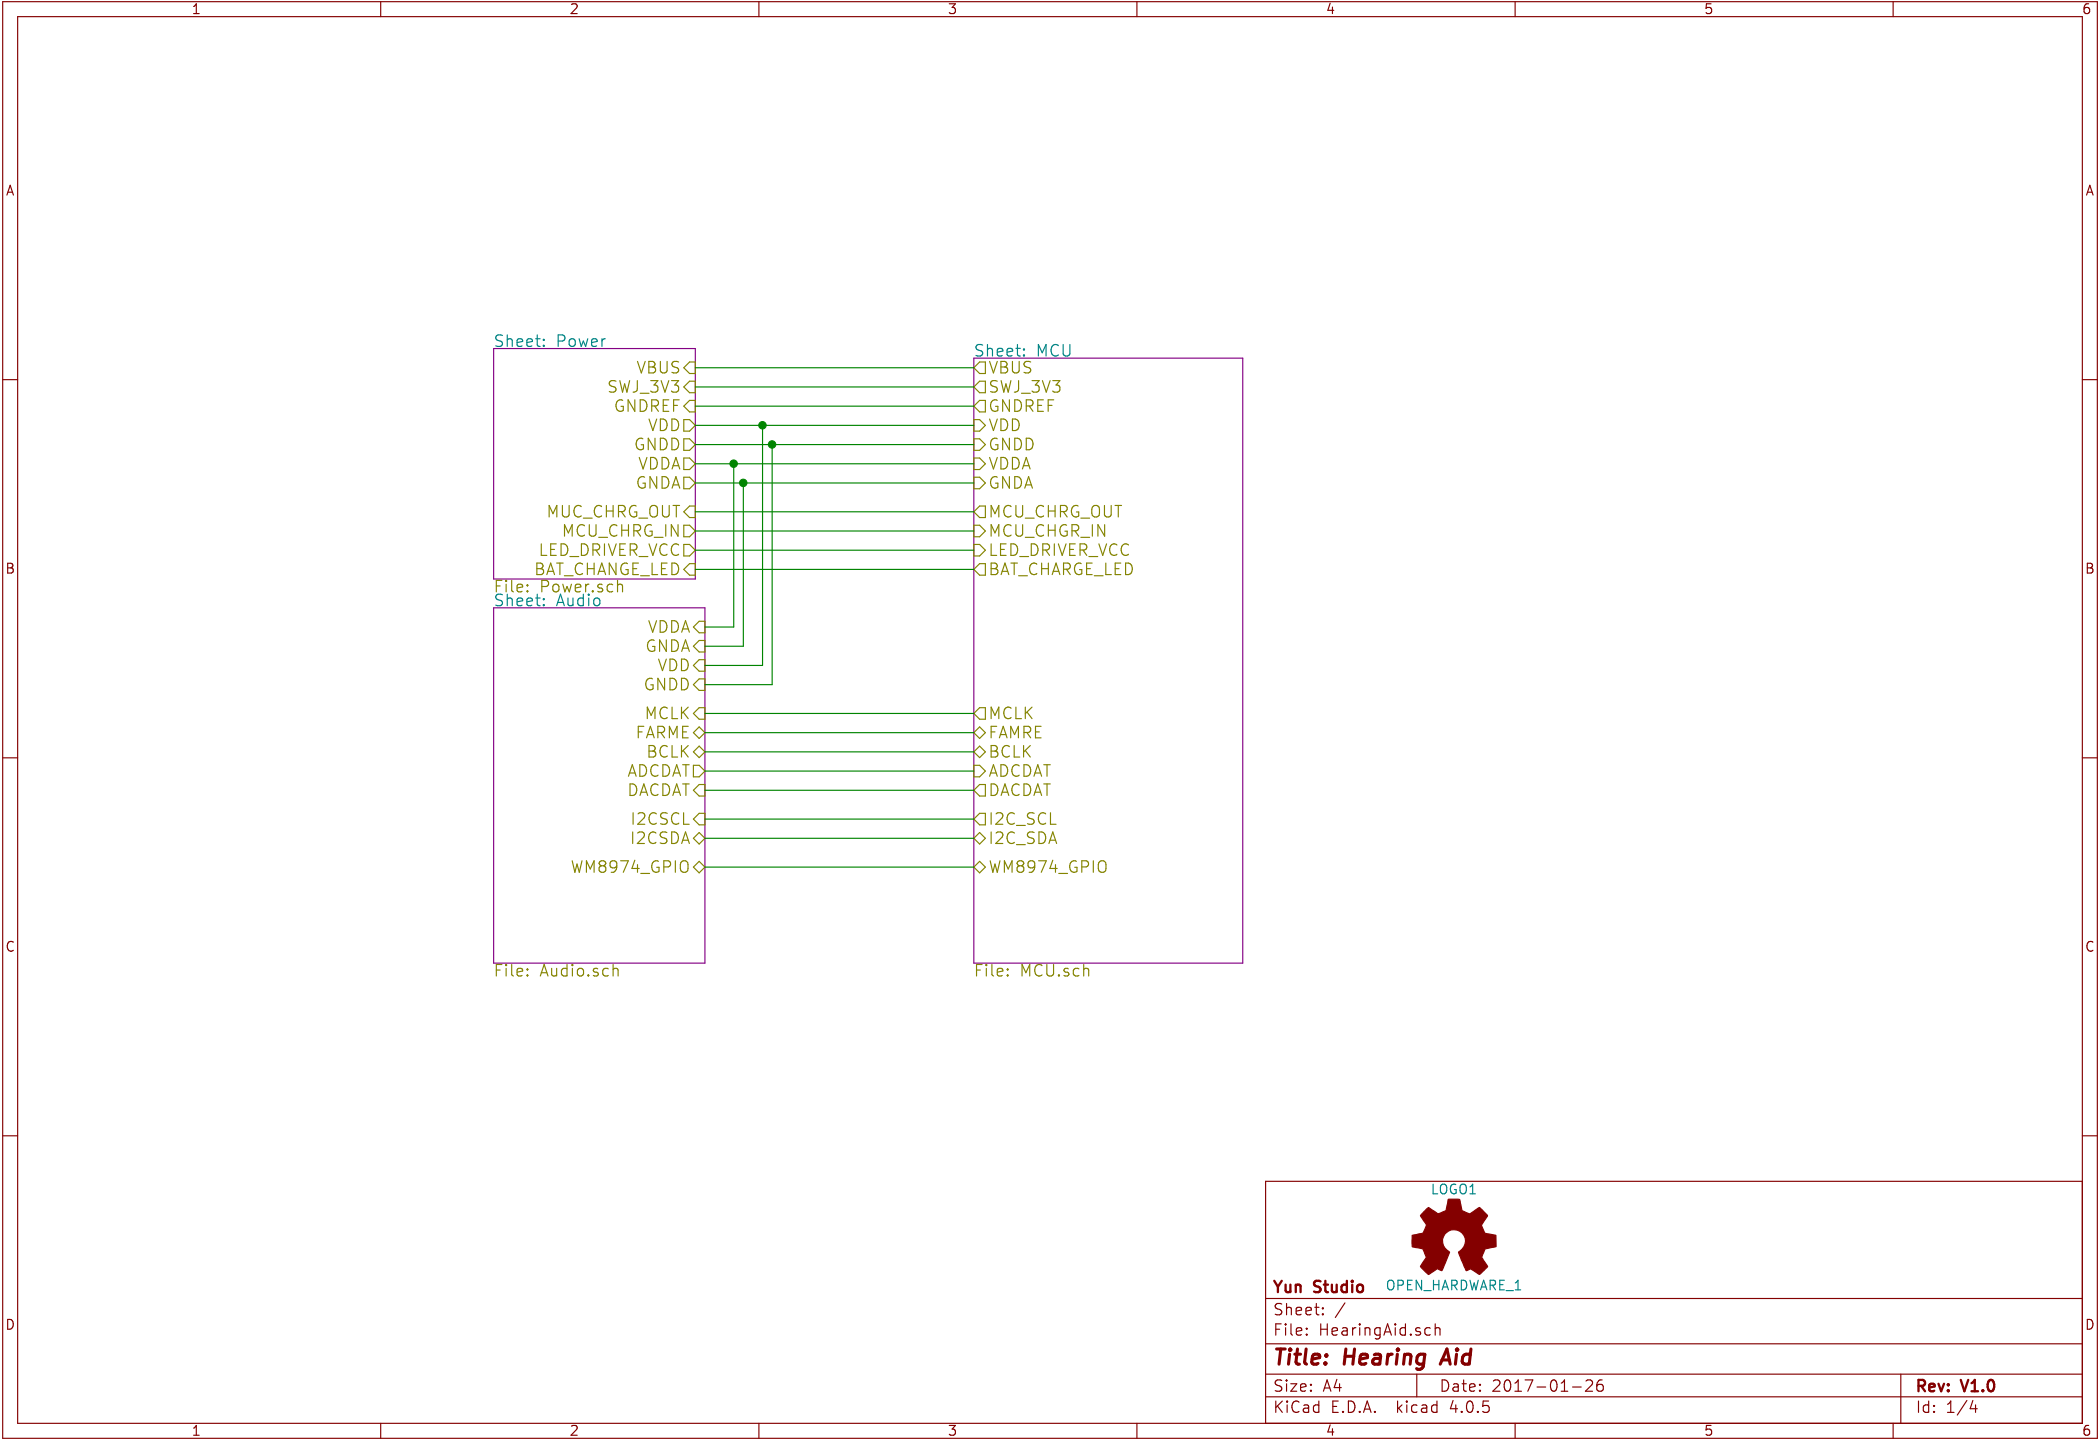 1 2 3 4 5 6
A A
B B
C C
D D
Sheet: Power
VBUS
SWJ_3V3
GNDREF
VDD
GNDD
VDDA
GNDA
MUC_CHRG_OUT
MCU_CHRG_IN
LED_DRIVER_VCC
BAT_CHANGE_LED
File: Power.sch
Sheet: Audio
VDDA
GNDA
VDD
GNDD
MCLK
FARME
BCLK
ADCDAT
DACDAT
I2CSCL
I2CSDA
WM8974_GPIO
File: Audio.sch
Sheet: MCU
VBUS
SWJ_3V3
GNDREF
VDD
GNDD
VDDA
GNDA
MCU_CHRG_OUT
MCU_CHGR_IN
LED_DRIVER_VCC
BAT_CHARGE_LED
MCLK
FAMRE
BCLK
ADCDAT
DACDAT
I2C_SCL
I2C_SDA
WM8974_GPIO
File: MCU.sch
LOGO1
OPEN_HARDWARE_1
Yun Studio
Sheet: /
File: HearingAid.sch
Title: Hearing Aid
Size: A4 Date: 2017-01-26 Rev: V1.0
KiCad E.D.A. kicad 4.0.5 Id: 1/4
1 2 3 4 5 6